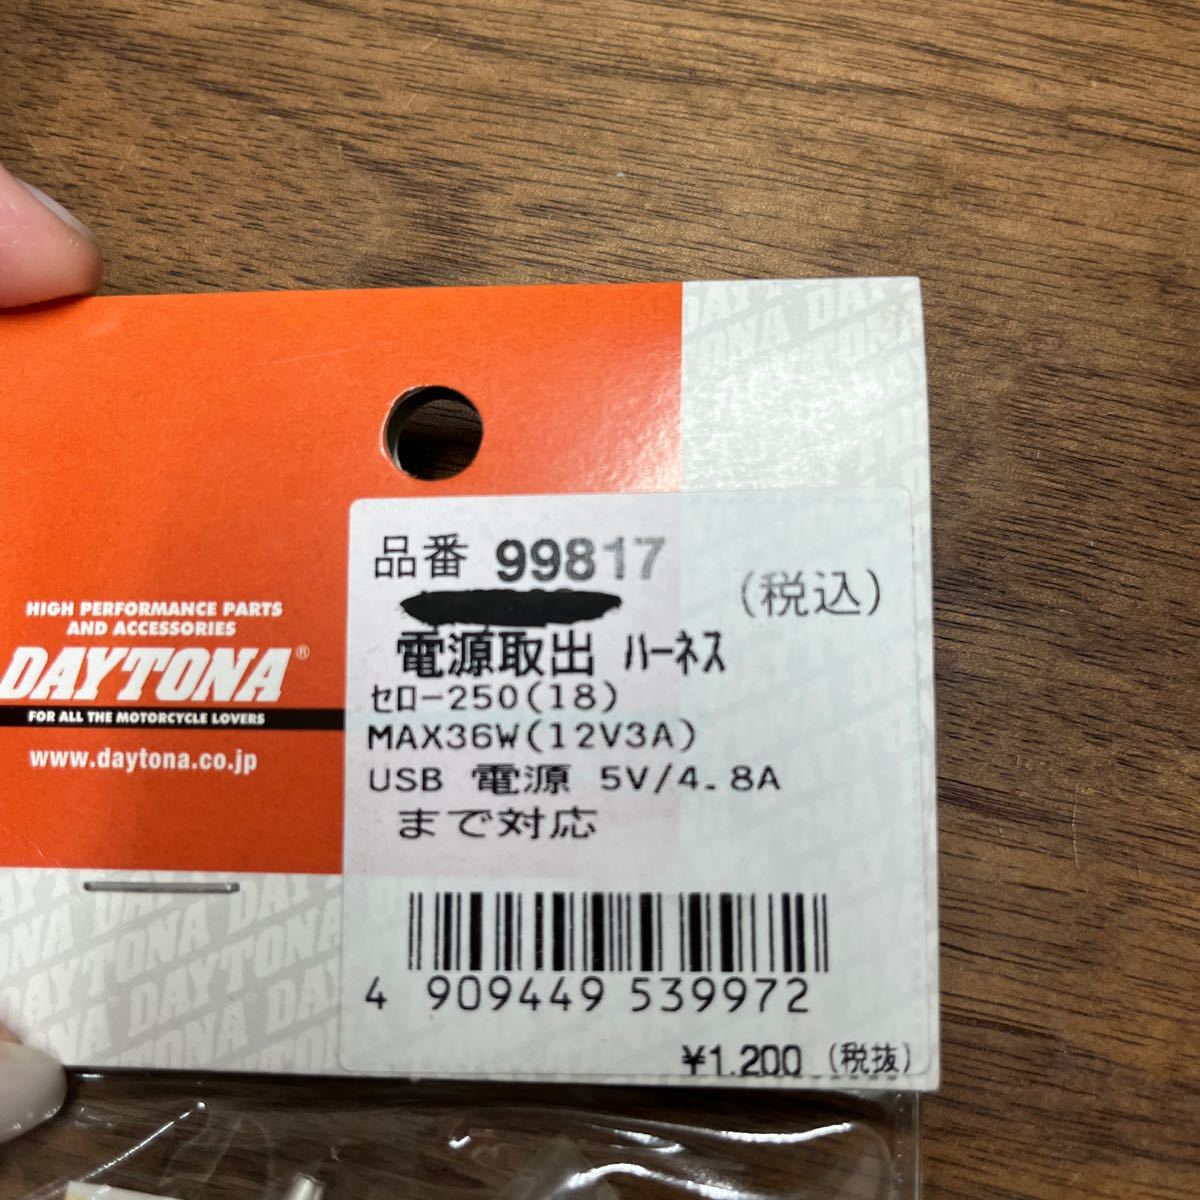 HIGH PERFORMANCE PARTS
AND ACCESSORIES
DAYTONA®
FOR ALL THE MOTORCYCLE LOVERS
www.daytona.co.jp
品番 99817
(税込)
電源取出 ハーネス
セロー250(18)
MAX36W(12V3A)
USB 電源 5V/4.8A
まで対応
4 909449 539972
¥1,200 (税抜)